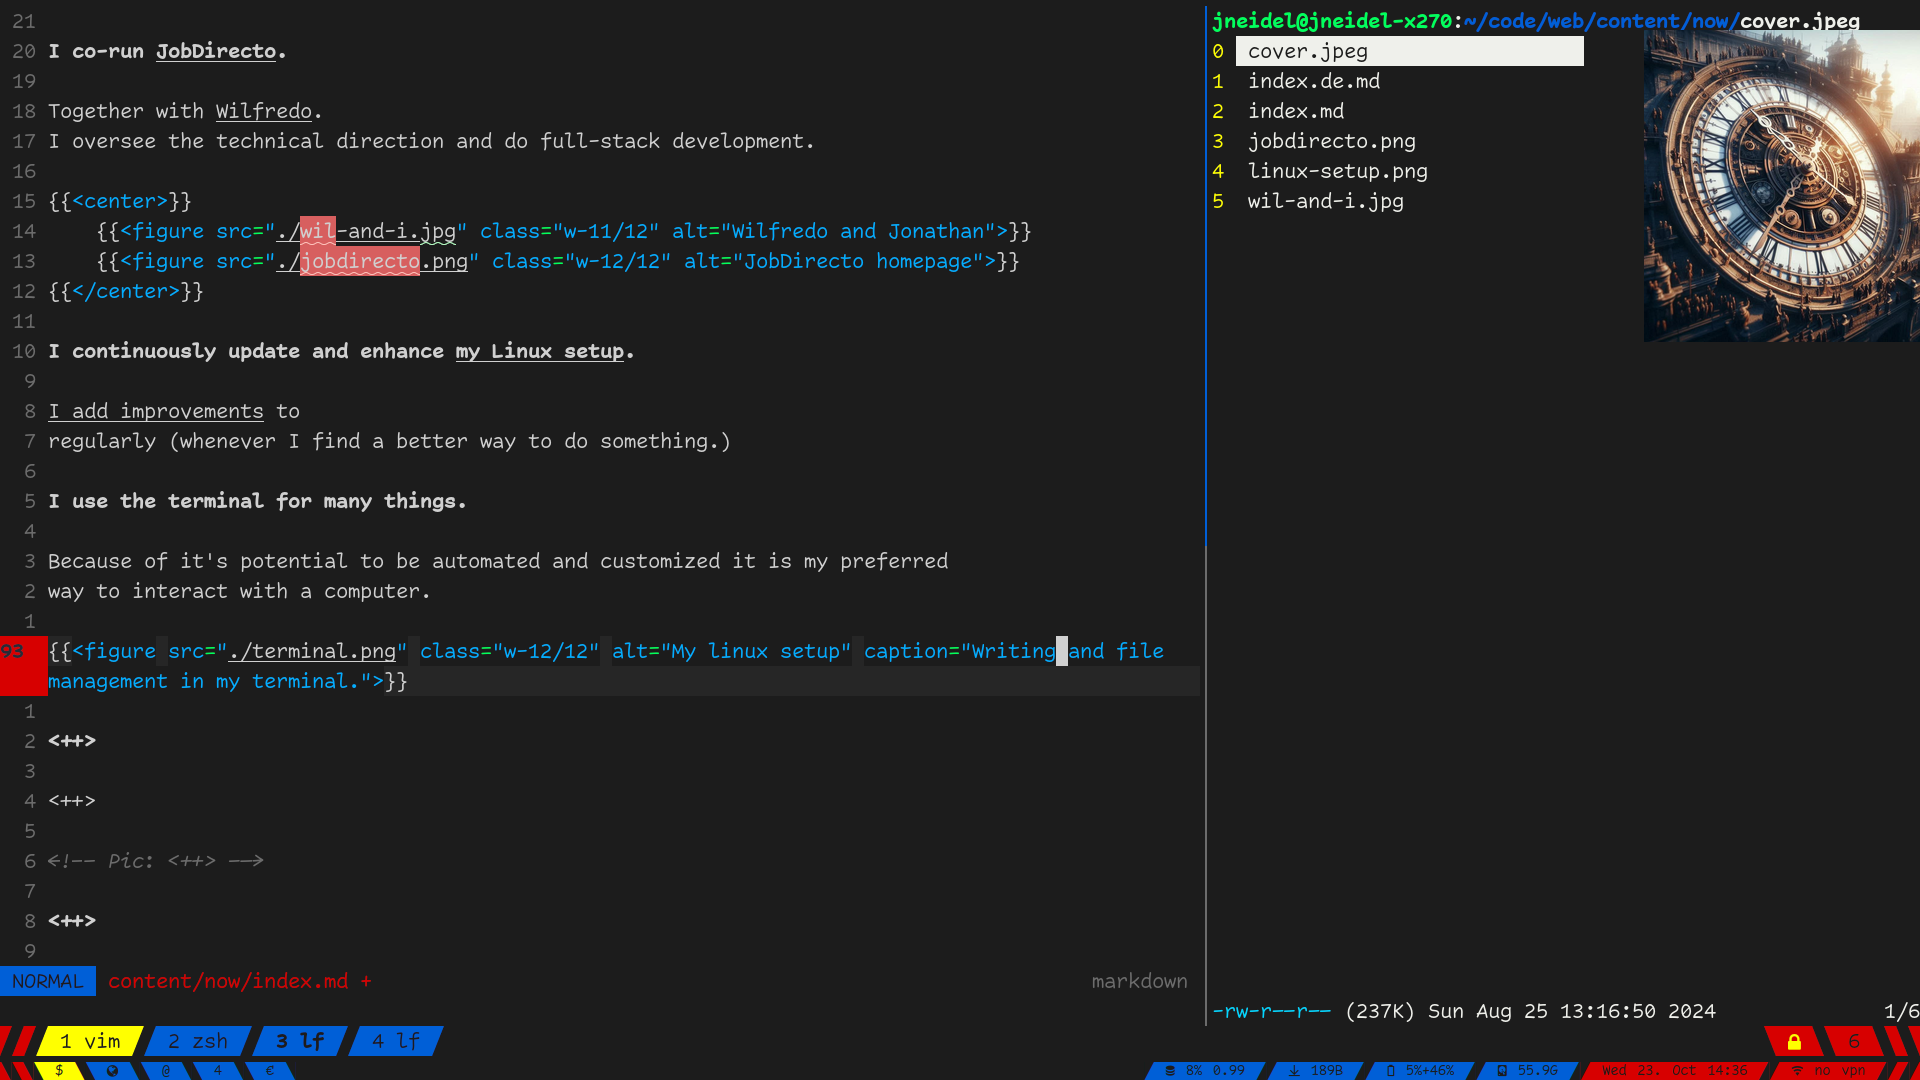 21
20 I co-run JobDirecto.
19
18 Together with Wilfredo.
17 I oversee the technical direction and do full-stack development.
16
15 {{<center>}}
14 {{<figure src="./wil-and-i.jpg" class="w-11/12" alt="Wilfredo and Jonathan">}}
13 {{<figure src="./jobdirecto.png" class="w-12/12" alt="JobDirecto homepage">}}
12 {{</center>}}
11
10 I continuously update and enhance my Linux setup.
9
8 I add improvements to
7 regularly (whenever I find a better way to do something.)
6
5 I use the terminal for many things.
4
3 Because of it's potential to be automated and customized it is my preferred
2 way to interact with a computer.
1
93 {{<figure src="./terminal.png" class="w-12/12" alt="My linux setup" caption="Writing and file
management in my terminal.">}}
1
2 <++>
3
4 <++>
5
6 <!-- Pic: <++> -->
7
8 <++>
9
NORMAL content/now/index.md + markdown
jneidel@jneidel-x270:~/code/web/content/now/cover.jpeg
0 cover.jpeg
1 index.de.md
2 index.md
3 jobdirecto.png
4 linux-setup.png
5 wil-and-i.jpg
-rw-r--r-- (237K) Sun Aug 25 13:16:50 2024 1/6
1 vim 2 zsh 3 lf 4 lf 6
$ @ 4 € 8% 0.99 189B 5%+46% 55.9G Wed 23. Oct 14:36 no vpn